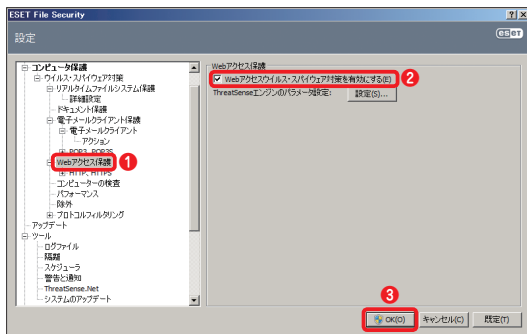 ESET File Security
設定
eset
コンピュータ保護
ウイルス・スパイウェア対策
リアルタイムファイルシステム保護
詳細設定
ドキュメント保護
電子メールクライアント保護
電子メールクライアント
アクション
POP3, POP3S
Webアクセス保護
1
HTTP, HTTPS
コンピューターの検査
パフォーマンス
除外
プロトコルフィルタリング
アップデート
ツール
ログファイル
隔離
スケジューラ
警告と通知
ThreatSense.Net
システムのアップデート
Webアクセス保護
Webアクセスウイルス・スパイウェア対策を有効にする(E)
2
ThreatSenseエンジンのパラメータ設定:
設定(S)...
3
OK(O)
キャンセル(C)
既定(T)